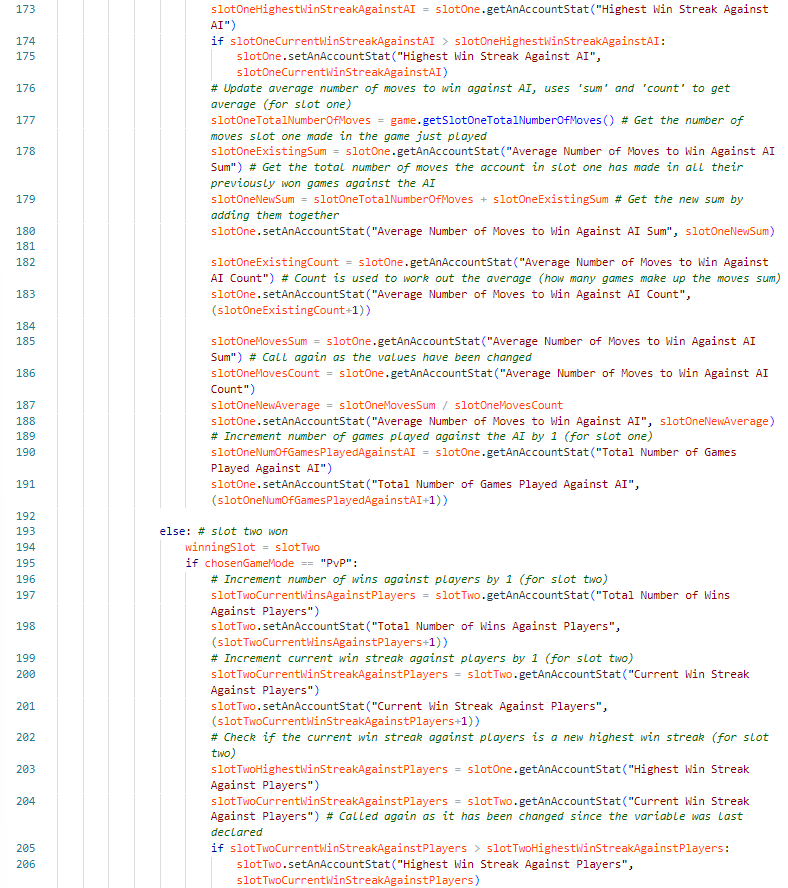 173 slotOneHighestWinStreakAgainstAI = slotOne.getAnAccountStat("Highest Win Streak Against
AI")
174 if slotOneCurrentWinStreakAgainstAI > slotOneHighestWinStreakAgainstAI:
175 slotOne.setAnAccountStat("Highest Win Streak Against AI",
slotOneCurrentWinStreakAgainstAI)
176 # Update average number of moves to win against AI, uses 'sum' and 'count' to get
average (for slot one)
177 slotOneTotalNumberOfMoves = game.getSlotOneTotalNumberOfMoves() # Get the number of
moves slot one made in the game just played
178 slotOneExistingSum = slotOne.getAnAccountStat("Average Number of Moves to Win Against AI
Sum") # Get the total number of moves the account in slot one has made in all their
previously won games against the AI
179 slotOneNewSum = slotOneTotalNumberOfMoves + slotOneExistingSum # Get the new sum by
adding them together
180 slotOne.setAnAccountStat("Average Number of Moves to Win Against AI Sum", slotOneNewSum)
181
182 slotOneExistingCount = slotOne.getAnAccountStat("Average Number of Moves to Win Against
AI Count") # Count is used to work out the average (how many games make up the moves sum)
183 slotOne.setAnAccountStat("Average Number of Moves to Win Against AI Count",
(slotOneExistingCount+1))
184
185 slotOneMovesSum = slotOne.getAnAccountStat("Average Number of Moves to Win Against AI
Sum") # Call again as the values have been changed
186 slotOneMovesCount = slotOne.getAnAccountStat("Average Number of Moves to Win Against AI
Count")
187 slotOneNewAverage = slotOneMovesSum / slotOneMovesCount
188 slotOne.setAnAccountStat("Average Number of Moves to Win Against AI", slotOneNewAverage)
189 # Increment number of games played against the AI by 1 (for slot one)
190 slotOneNumOfGamesPlayedAgainstAI = slotOne.getAnAccountStat("Total Number of Games
Played Against AI")
191 slotOne.setAnAccountStat("Total Number of Games Played Against AI",
(slotOneNumOfGamesPlayedAgainstAI+1))
192
193 else: # slot two won
194 winningSlot = slotTwo
195 if chosenGameMode == "PvP":
196 # Increment number of wins against players by 1 (for slot two)
197 slotTwoCurrentWinsAgainstPlayers = slotTwo.getAnAccountStat("Total Number of Wins
Against Players")
198 slotTwo.setAnAccountStat("Total Number of Wins Against Players",
(slotTwoCurrentWinsAgainstPlayers+1))
199 # Increment current win streak against players by 1 (for slot two)
200 slotTwoCurrentWinStreakAgainstPlayers = slotTwo.getAnAccountStat("Current Win Streak
Against Players")
201 slotTwo.setAnAccountStat("Current Win Streak Against Players",
(slotTwoCurrentWinStreakAgainstPlayers+1))
202 # Check if the current win streak against players is a new highest win streak (for slot
two)
203 slotTwoHighestWinStreakAgainstPlayers = slotOne.getAnAccountStat("Highest Win Streak
Against Players")
204 slotTwoCurrentWinStreakAgainstPlayers = slotTwo.getAnAccountStat("Current Win Streak
Against Players") # Called again as it has been changed since the variable was last
declared
205 if slotTwoCurrentWinStreakAgainstPlayers > slotTwoHighestWinStreakAgainstPlayers:
206 slotTwo.setAnAccountStat("Highest Win Streak Against Players",
slotTwoCurrentWinStreakAgainstPlayers)